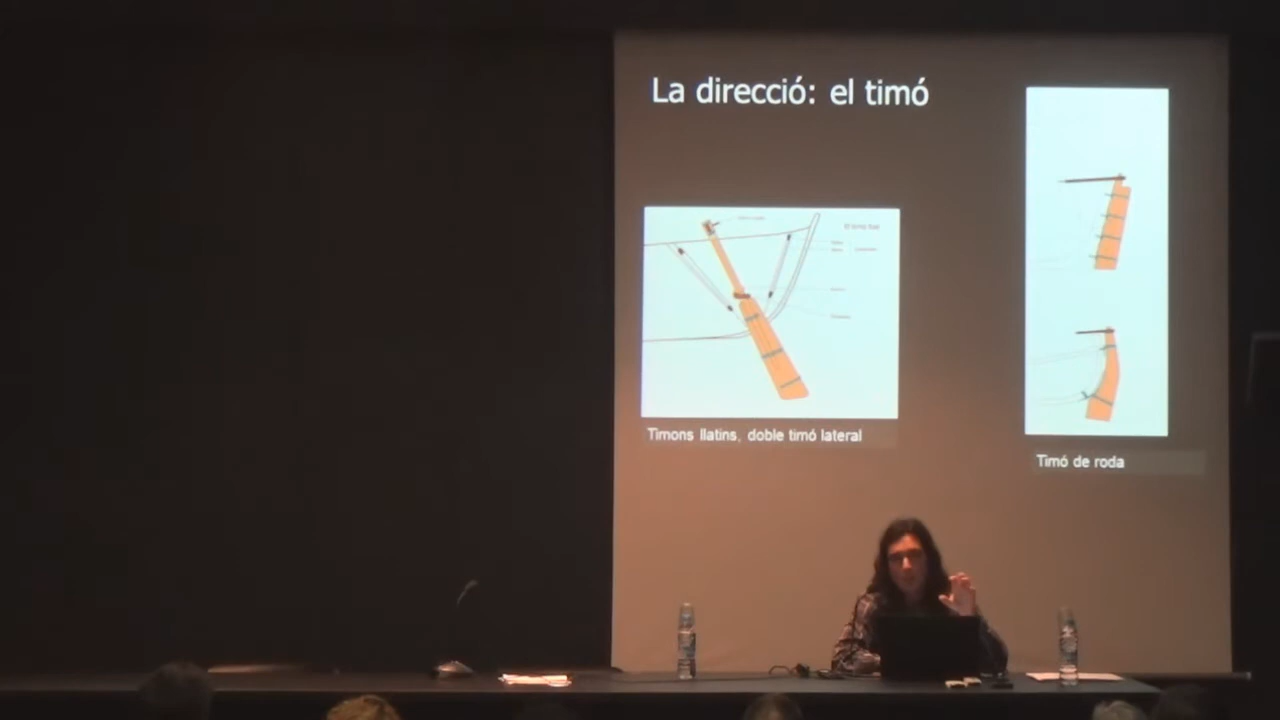 La direcció: el timó
Timons llatins, doble timó lateral
Timó de roda